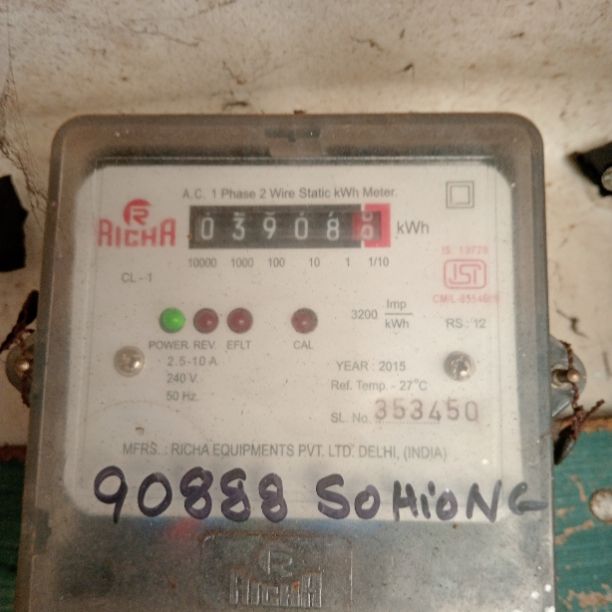 A.C. 1 Phase 2 Wire Static kWh Meter.
R
RICHA
03908 kWh
10000 1000 100 10 1 1/10
IS: 13779
ISI
CL-1
3200 Imp/kWh
RS.: '12
POWER. REV. EFLT CAL
2.5-10 A
240 V.
50 Hz.
YEAR : 2015
Ref. Temp. - 27°C
SL. No. 353450
MFRS. : RICHA EQUIPMENTS PVT. LTD. DELHI, (INDIA)
90888 SOHIONG
R
RICHA